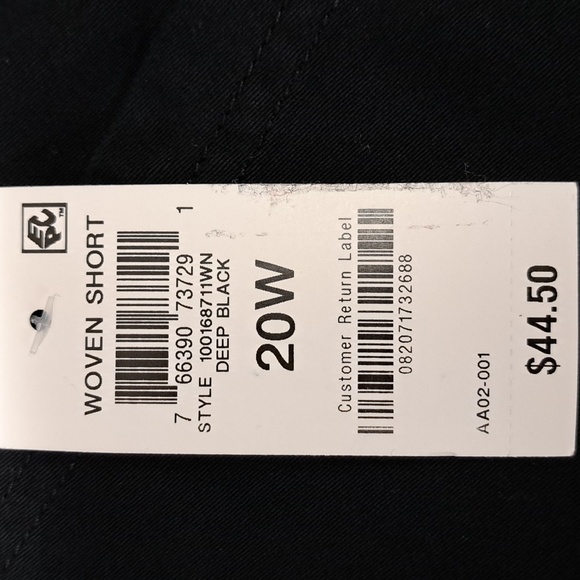 EPC™
WOVEN SHORT
7 66390 73729 1
STYLE 100168711WN
DEEP BLACK
20W
Customer Return Label
082071732688
AA02-001
$44.50